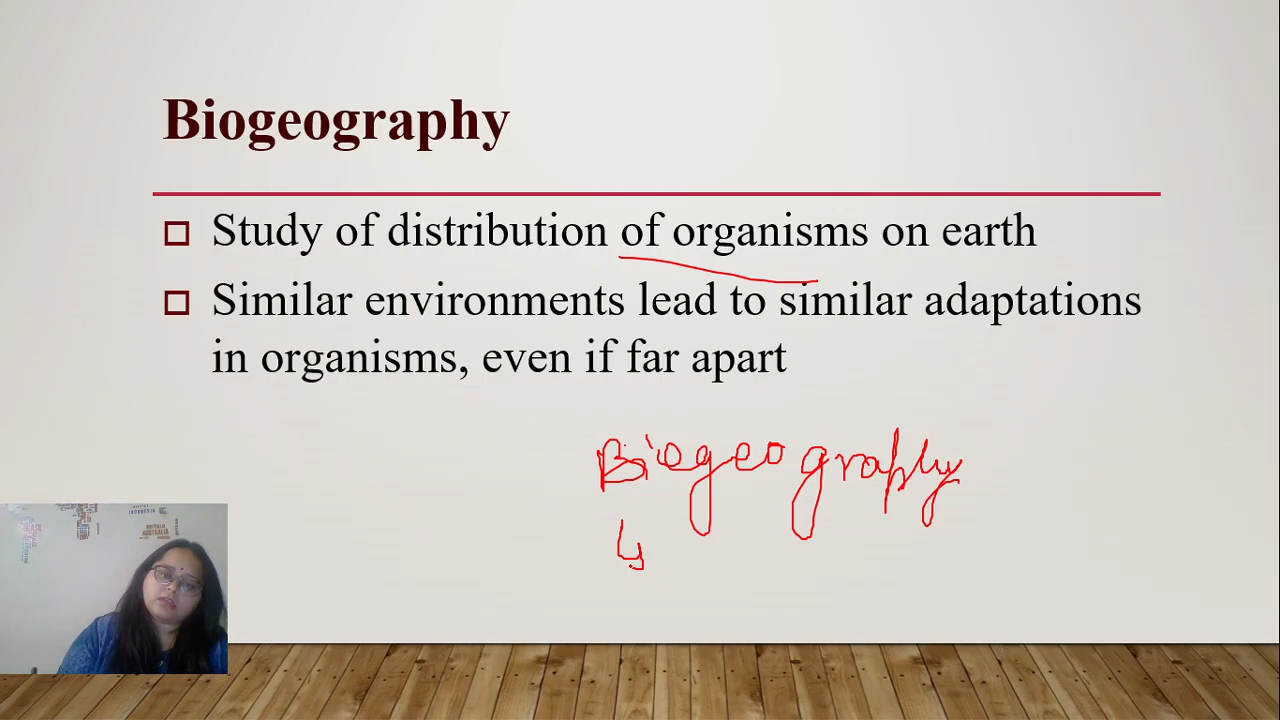 Biogeography
Study of distribution of organisms on earth
Similar environments lead to similar adaptations
in organisms, even if far apart
Biogeography